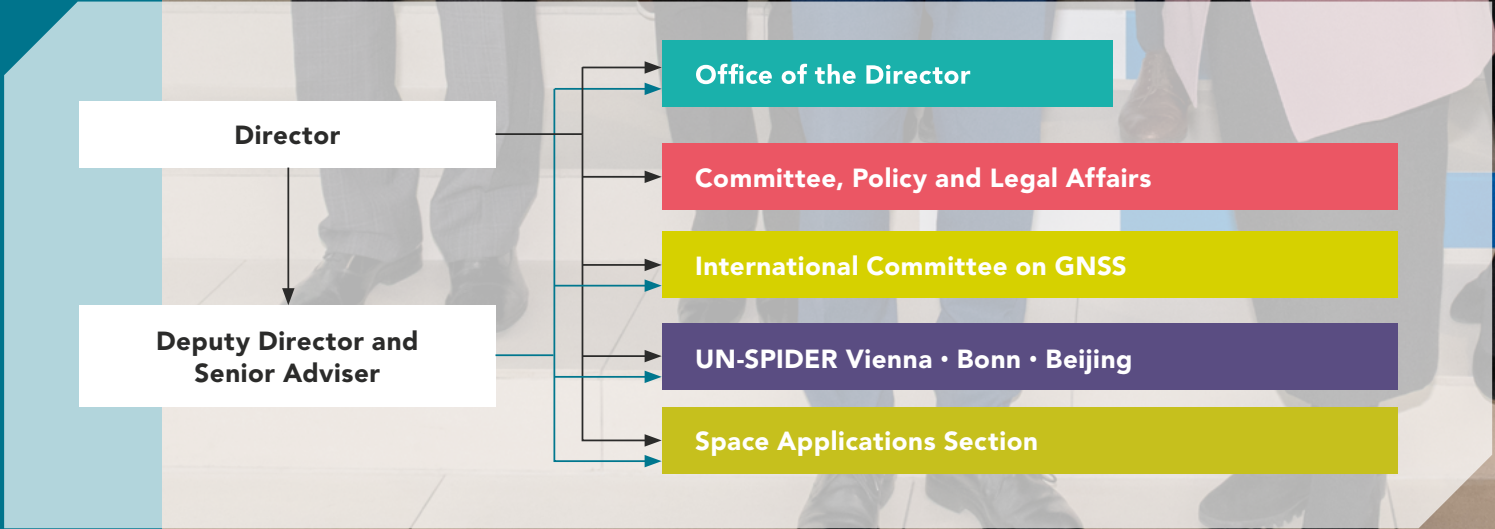 Director
Deputy Director and
Senior Adviser
Office of the Director
Committee, Policy and Legal Affairs
International Committee on GNSS
UN-SPIDER Vienna • Bonn • Beijing
Space Applications Section